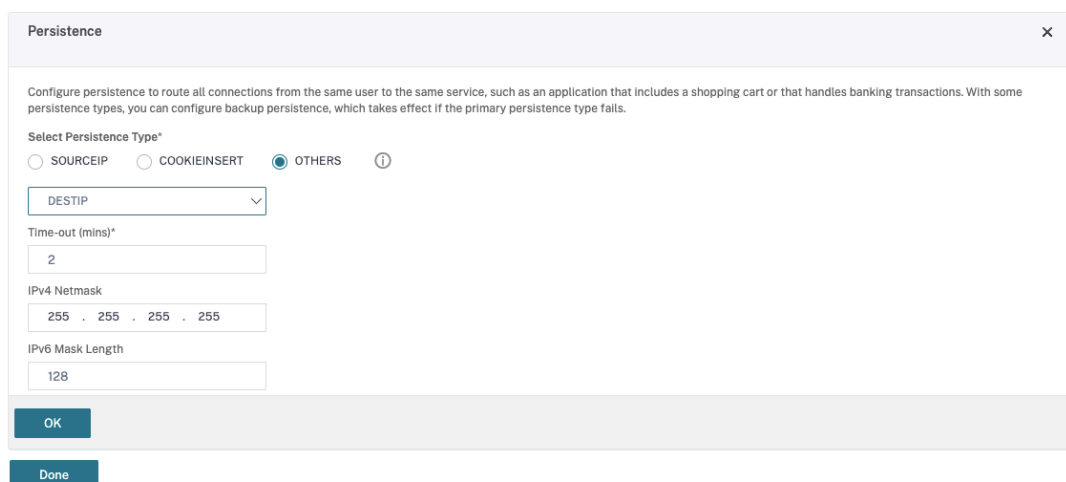 Persistence
Configure persistence to route all connections from the same user to the same service, such as an application that includes a shopping cart or that handles banking transactions. With some
persistence types, you can configure backup persistence, which takes effect if the primary persistence type fails.
Select Persistence Type*
SOURCEIP COOKIEINSERT OTHERS
DESTIP
Time-out (mins)*
2
IPv4 Netmask
255 . 255 . 255 . 255
IPv6 Mask Length
128
OK
Done